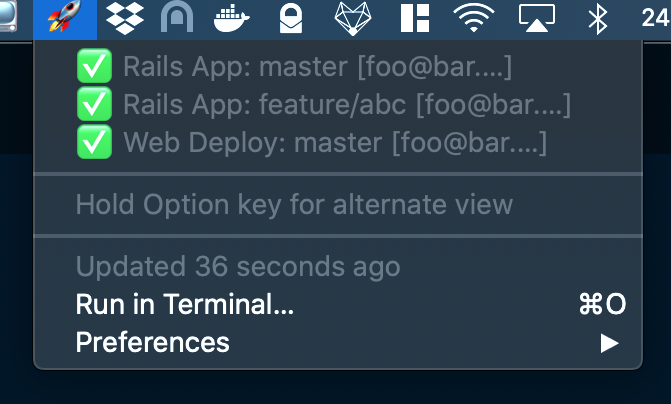 24
✅ Rails App: master [foo@bar....]
✅ Rails App: feature/abc [foo@bar....]
✅ Web Deploy: master [foo@bar....]
Hold Option key for alternate view
Updated 36 seconds ago
Run in Terminal... ⌘O
Preferences ▶